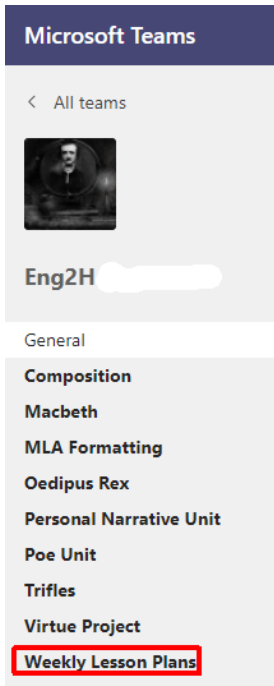 Microsoft Teams
< All teams
Eng2H
General
Composition
Macbeth
MLA Formatting
Oedipus Rex
Personal Narrative Unit
Poe Unit
Trifles
Virtue Project
Weekly Lesson Plans